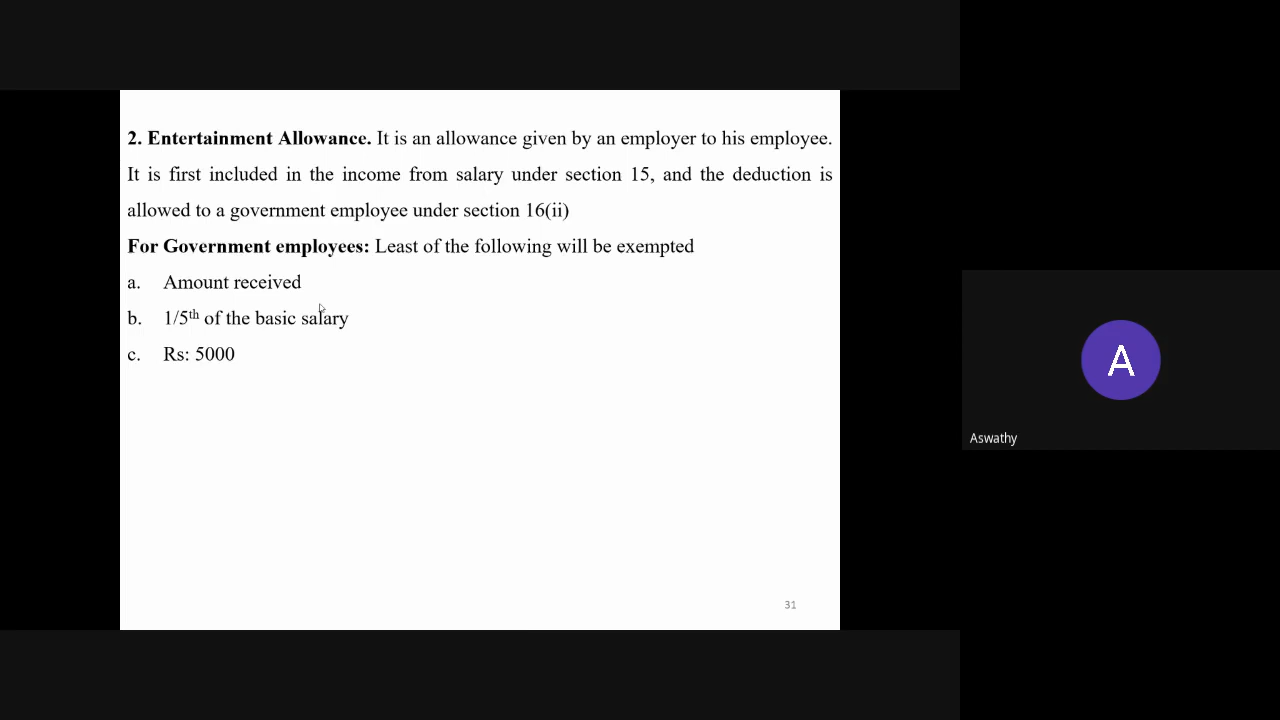 2. Entertainment Allowance. It is an allowance given by an employer to his employee.
It is first included in the income from salary under section 15, and the deduction is
allowed to a government employee under section 16(ii)
For Government employees: Least of the following will be exempted
a. Amount received
b. 1/5th of the basic salary
c. Rs: 5000
31
A
Aswathy